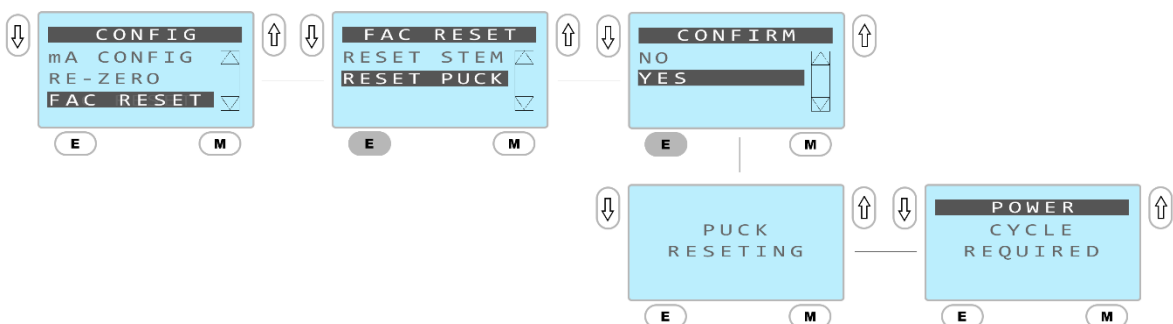 CONFIG
mA CONFIG
RE-ZERO
FAC RESET
E M
FAC RESET
RESET STEM
RESET PUCK
E M
CONFIRM
NO
YES
E M
PUCK
RESETING
E M
POWER
CYCLE
REQUIRED
E M